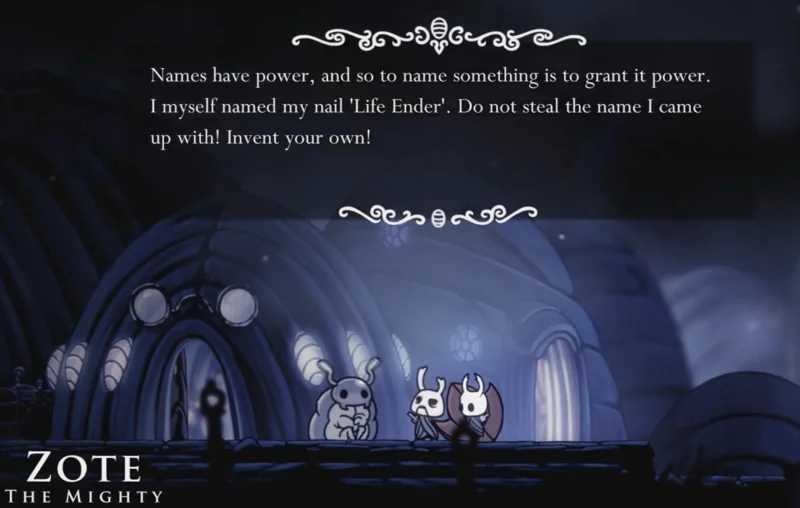 Names have power, and so to name something is to grant it power.
I myself named my nail 'Life Ender'. Do not steal the name I came
up with! Invent your own!
ZOTE
THE MIGHTY